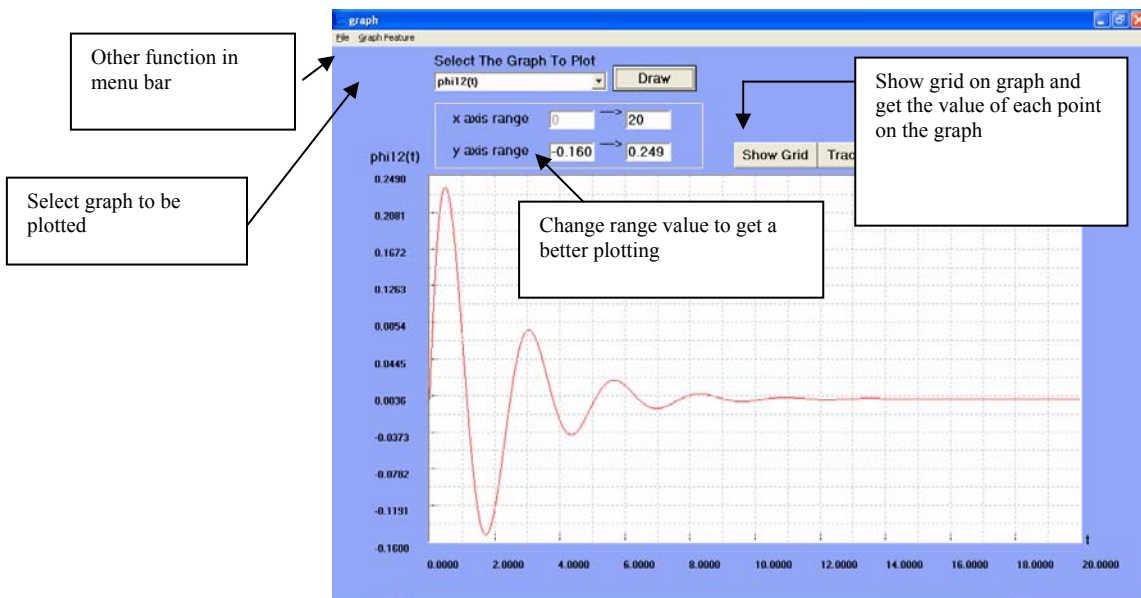 graph
File Graph Feature
Other function in
menu bar
Select The Graph To Plot
phi12(t)
Draw
x axis range 0 —> 20
y axis range -0.160 —> 0.249
Show Grid
Show grid on graph and
get the value of each point
on the graph
Select graph to be
plotted
Change range value to get a
better plotting
phi12(t)
0.2490
0.2081
0.1672
0.1263
0.0854
0.0445
0.0036
-0.0373
-0.0782
-0.1191
-0.1600
t
0.0000 2.0000 4.0000 6.0000 8.0000 10.0000 12.0000 14.0000 16.0000 18.0000 20.0000